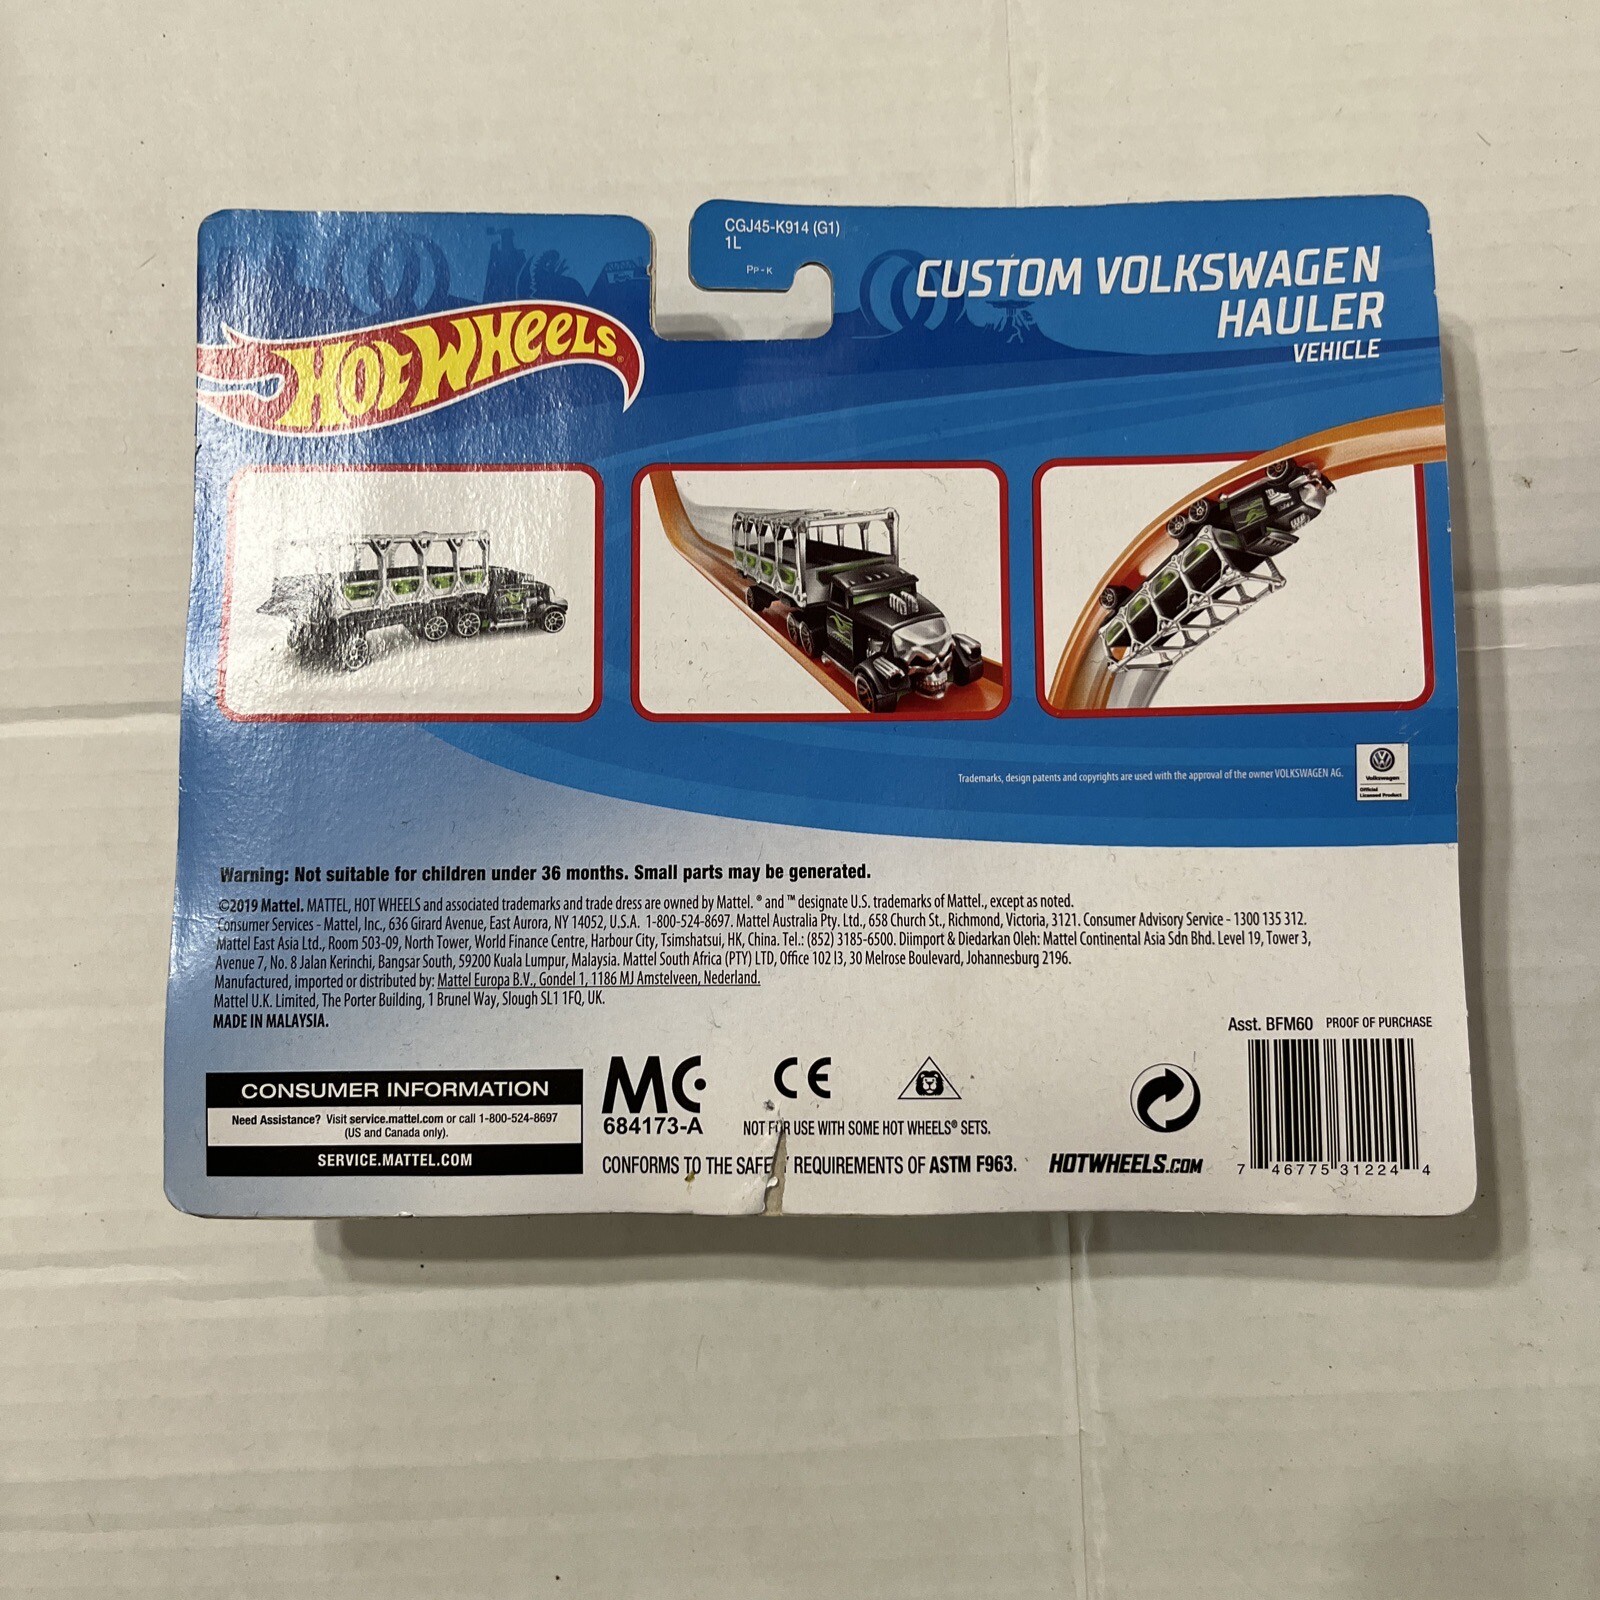 CGJ45-K914 (G1)
1L
PP-K
CUSTOM VOLKSWAGEN
HAULER
VEHICLE
HOT WHEELS®
Trademarks, design patents and copyrights are used with the approval of the owner VOLKSWAGEN AG.
Volkswagen
Official
Licensed Product
Warning: Not suitable for children under 36 months. Small parts may be generated.
©2019 Mattel. MATTEL, HOT WHEELS and associated trademarks and trade dress are owned by Mattel. ® and ™ designate U.S. trademarks of Mattel., except as noted.
Consumer Services - Mattel, Inc., 636 Girard Avenue, East Aurora, NY 14052, U.S.A. 1-800-524-8697. Mattel Australia Pty. Ltd., 658 Church St., Richmond, Victoria, 3121. Consumer Advisory Service - 1300 135 312.
Mattel East Asia Ltd., Room 503-09, North Tower, World Finance Centre, Harbour City, Tsimshatsui, HK, China. Tel.: (852) 3185-6500. Diimport & Diedarkan Oleh: Mattel Continental Asia Sdn Bhd. Level 19, Tower 3,
Avenue 7, No. 8 Jalan Kerinchi, Bangsar South, 59200 Kuala Lumpur, Malaysia. Mattel South Africa (PTY) LTD, Office 102 I3, 30 Melrose Boulevard, Johannesburg 2196.
Manufactured, imported or distributed by: Mattel Europa B.V., Gondel 1, 1186 MJ Amstelveen, Nederland.
Mattel U.K. Limited, The Porter Building, 1 Brunel Way, Slough SL1 1FQ, UK.
MADE IN MALAYSIA.
Asst. BFM60 PROOF OF PURCHASE
CONSUMER INFORMATION
Need Assistance? Visit service.mattel.com or call 1-800-524-8697
(US and Canada only).
SERVICE.MATTEL.COM
MC
684173-A
CE
NOT FOR USE WITH SOME HOT WHEELS® SETS.
CONFORMS TO THE SAFETY REQUIREMENTS OF ASTM F963.
HOTWHEELS.COM
7 46775 31224 4